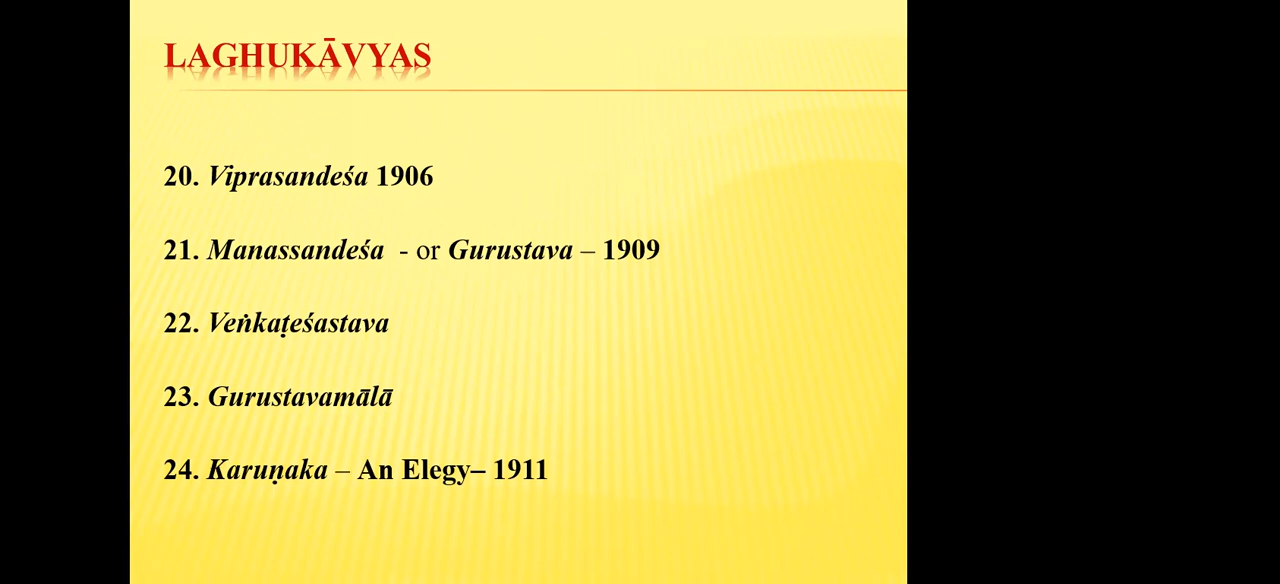 LAGHUKĀVYAS
20. Viprasandeśa 1906
21. Manassandeśa - or Gurustava – 1909
22. Veṅkaṭeśastava
23. Gurustavamālā
24. Karuṇaka – An Elegy– 1911